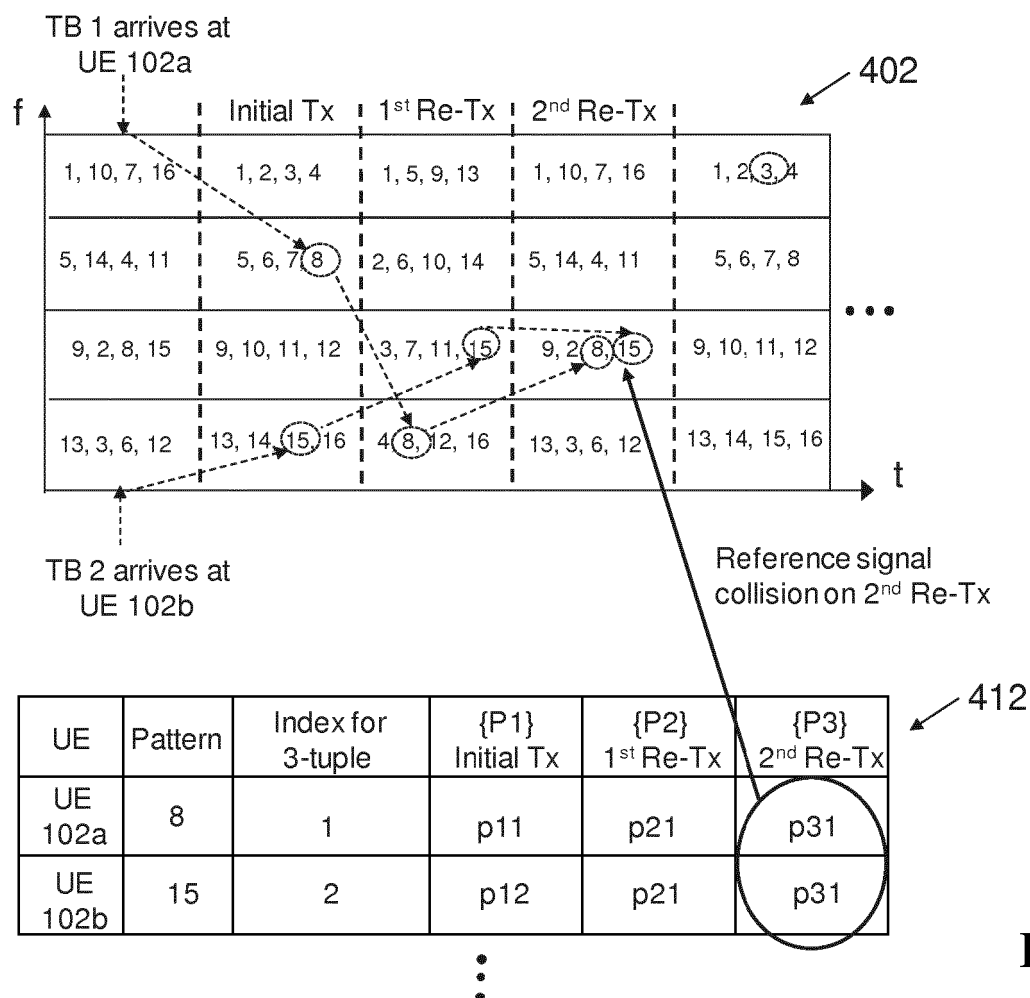 TB 1 arrives at
UE 102a
402
f
Initial Tx
1st Re-Tx
2nd Re-Tx
1, 10, 7, 16
1, 2, 3, 4
1, 5, 9, 13
1, 10, 7, 16
1, 2, 3, 4
5, 14, 4, 11
5, 6, 7, 8
2, 6, 10, 14
5, 14, 4, 11
5, 6, 7, 8
9, 2, 8, 15
9, 10, 11, 12
3, 7, 11, 15
9, 2, 8, 15
9, 10, 11, 12
13, 3, 6, 12
13, 14, 15, 16
4, 8, 12, 16
13, 3, 6, 12
13, 14, 15, 16
t
TB 2 arrives at
UE 102b
Reference signal
collision on 2nd Re-Tx
412
UE
Pattern
Index for
3-tuple
{P1}
Initial Tx
{P2}
1st Re-Tx
{P3}
2nd Re-Tx
UE
102a
8
1
p11
p21
p31
UE
102b
15
2
p12
p21
p31